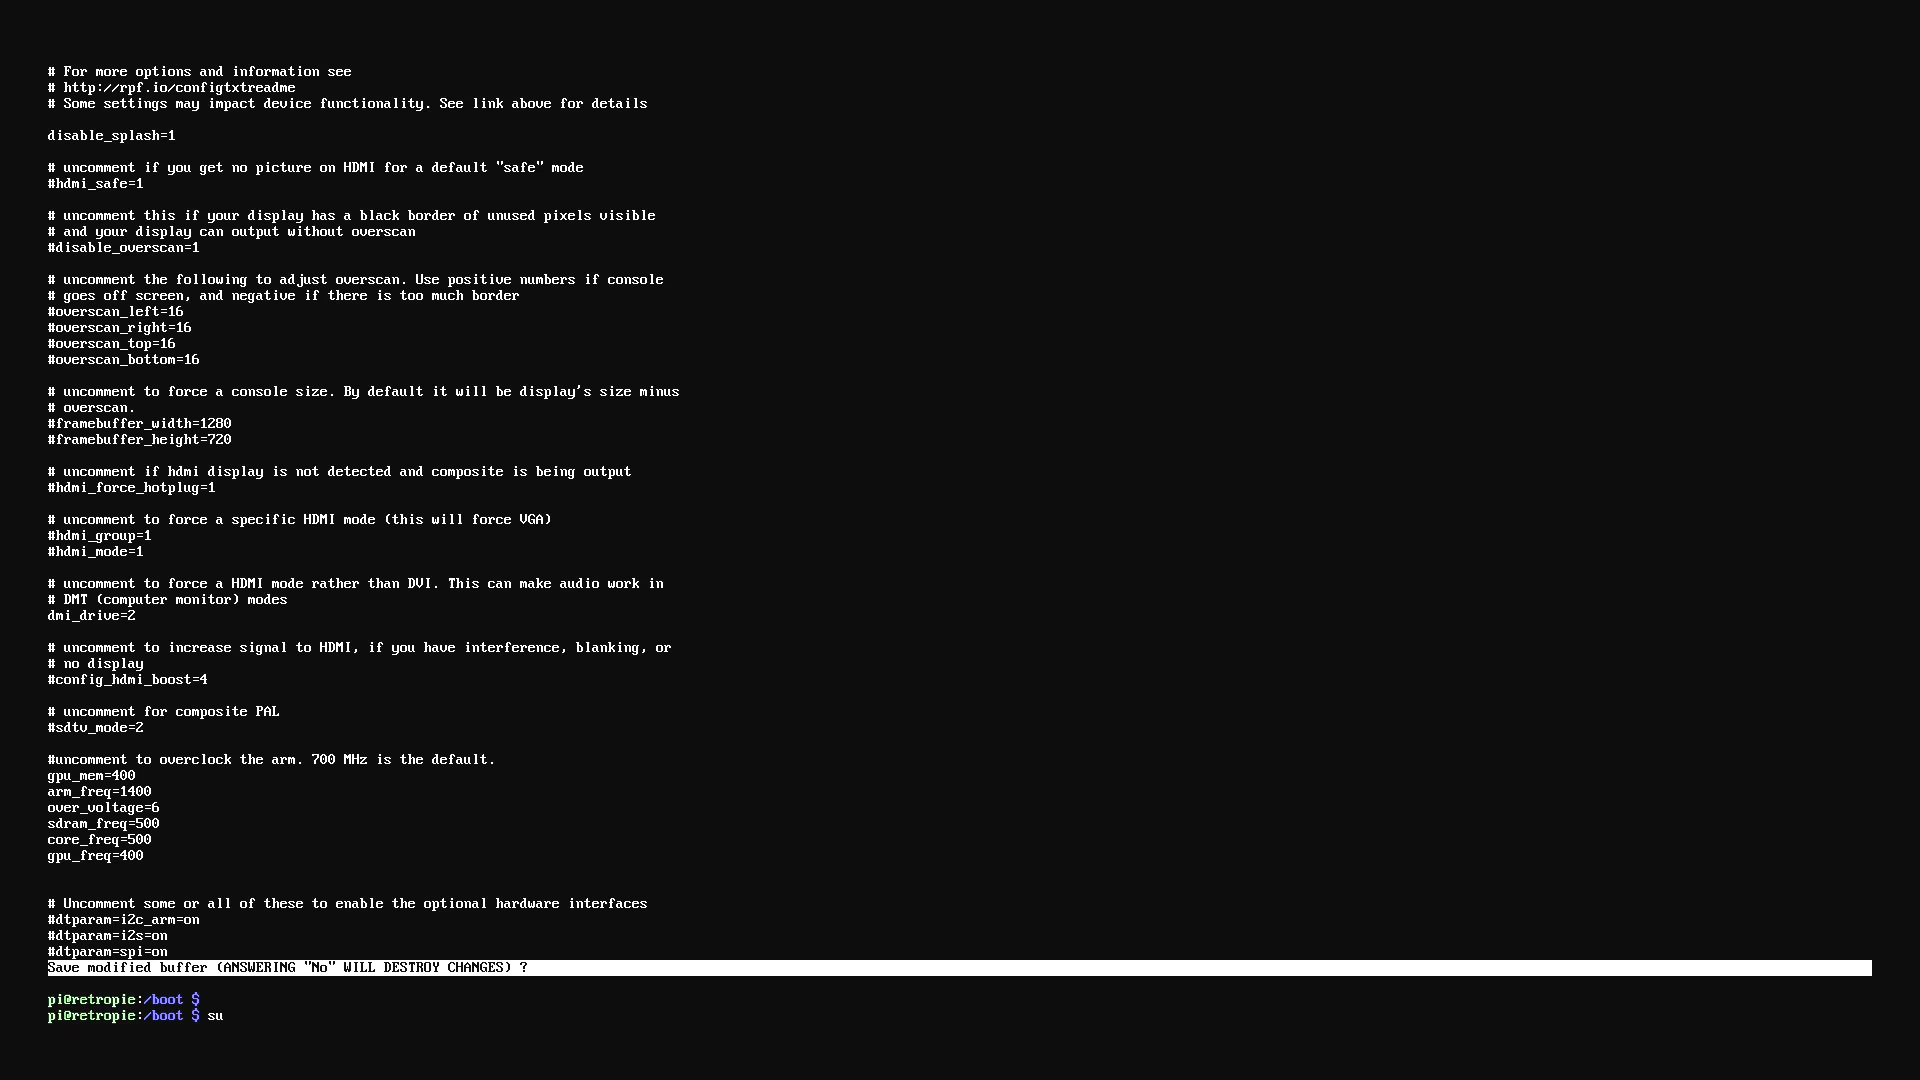 # For more options and information see
# http://rpf.io/configtxtreadme
# Some settings may impact device functionality. See link above for details
disable_splash=1
# uncomment if you get no picture on HDMI for a default "safe" mode
#hdmi_safe=1
# uncomment this if your display has a black border of unused pixels visible
# and your display can output without overscan
#disable_overscan=1
# uncomment the following to adjust overscan. Use positive numbers if console
# goes off screen, and negative if there is too much border
#overscan_left=16
#overscan_right=16
#overscan_top=16
#overscan_bottom=16
# uncomment to force a console size. By default it will be display's size minus
# overscan.
#framebuffer_width=1280
#framebuffer_height=720
# uncomment if hdmi display is not detected and composite is being output
#hdmi_force_hotplug=1
# uncomment to force a specific HDMI mode (this will force VGA)
#hdmi_group=1
#hdmi_mode=1
# uncomment to force a HDMI mode rather than DVI. This can make audio work in
# DMT (computer monitor) modes
dmi_drive=2
# uncomment to increase signal to HDMI, if you have interference, blanking, or
# no display
#config_hdmi_boost=4
# uncomment for composite PAL
#sdtv_mode=2
#uncomment to overclock the arm. 700 MHz is the default.
gpu_mem=400
arm_freq=1400
over_voltage=6
sdram_freq=500
core_freq=500
gpu_freq=400
# Uncomment some or all of these to enable the optional hardware interfaces
#dtparam=i2c_arm=on
#dtparam=i2s=on
#dtparam=spi=on
Save modified buffer (ANSWERING "No" WILL DESTROY CHANGES) ?
pi@retropie:/boot $
pi@retropie:/boot $ su